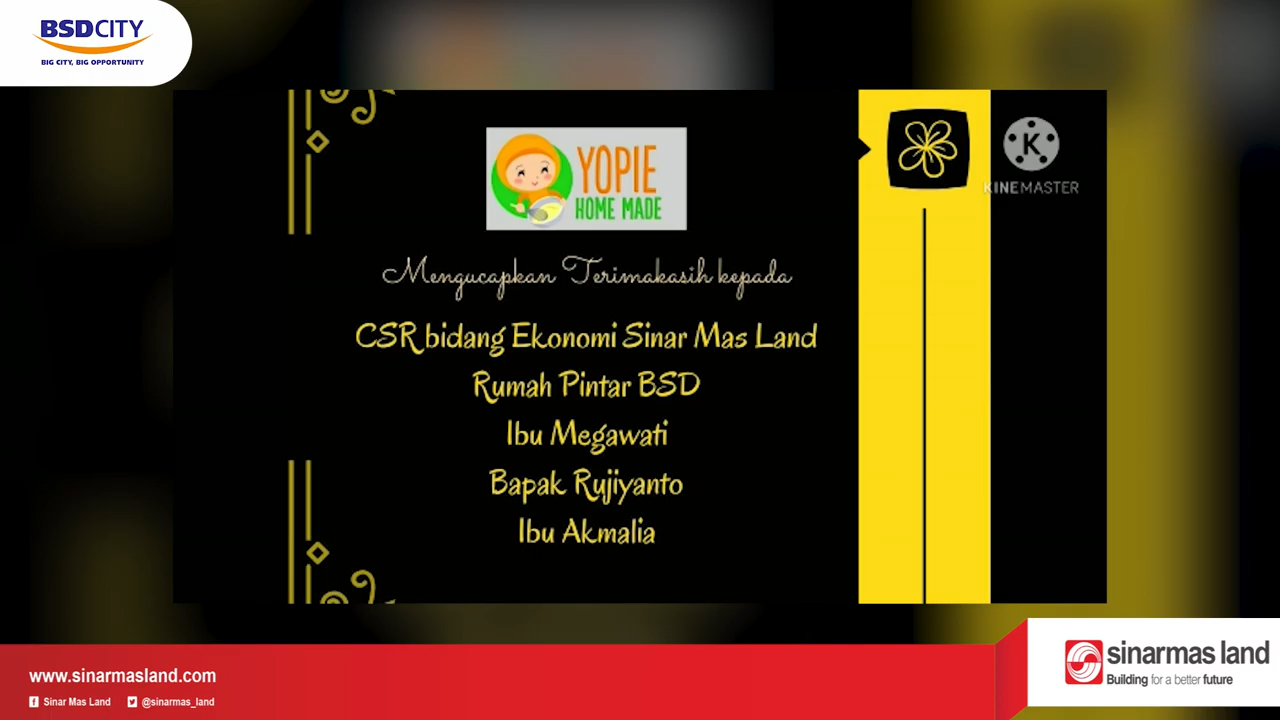 BSDCITY
BIG CITY, BIG OPPORTUNITY
YOPIE
HOME MADE
K
KINEMASTER
Mengucapkan Terimakasih kepada
CSR bidang Ekonomi Sinar Mas Land
Rumah Pintar BSD
Ibu Megawati
Bapak Rujiyanto
Ibu Akmalia
www.sinarmasland.com
Sinar Mas Land
@sinarmas_land
sinarmas land
Building for a better future